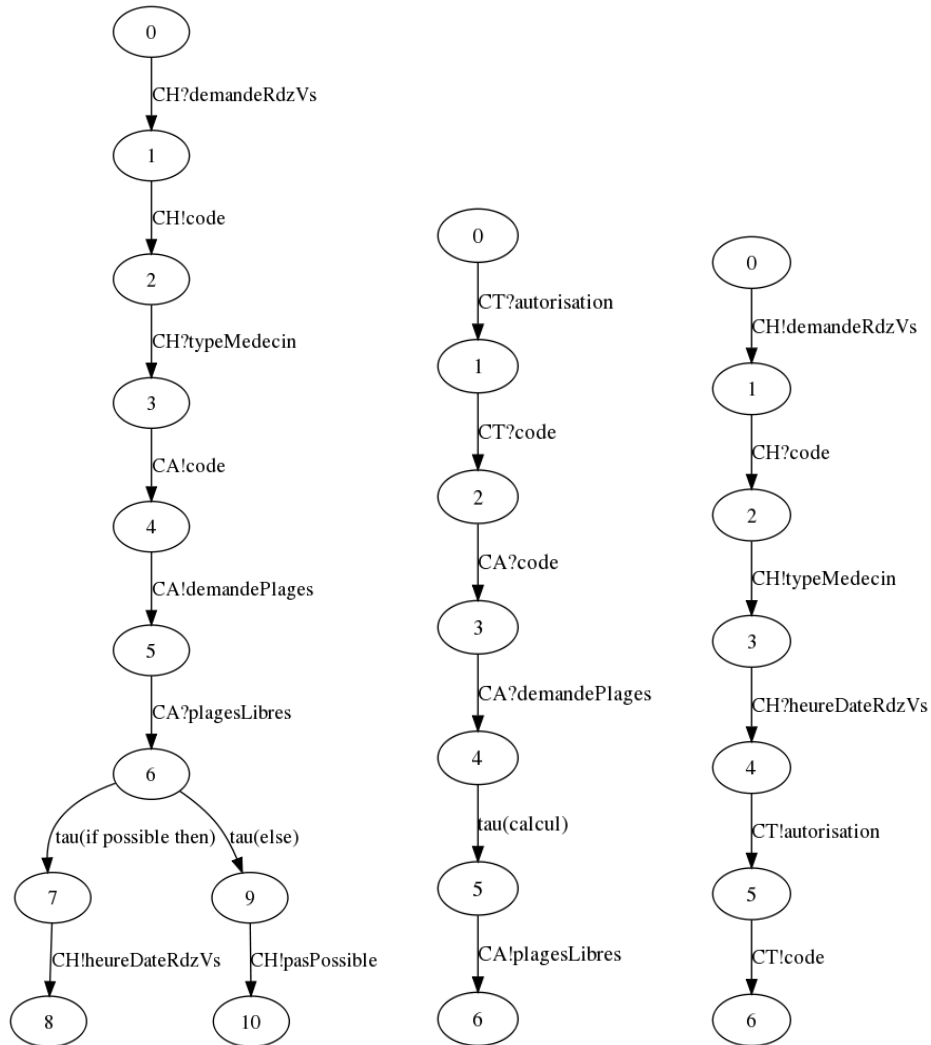 0
CH?demandeRdzVs
1
CH!code
2
CH?typeMedecin
3
CA!code
4
CA!demandePlages
5
CA?plagesLibres
6
tau(if possible then)
tau(else)
7
9
CH!heureDateRdzVs
CH!pasPossible
8
10
0
CT?autorisation
1
CT?code
2
CA?code
3
CA?demandePlages
4
tau(calcul)
5
CA!plagesLibres
6
0
CH!demandeRdzVs
1
CH?code
2
CH!typeMedecin
3
CH?heureDateRdzVs
4
CT!autorisation
5
CT!code
6